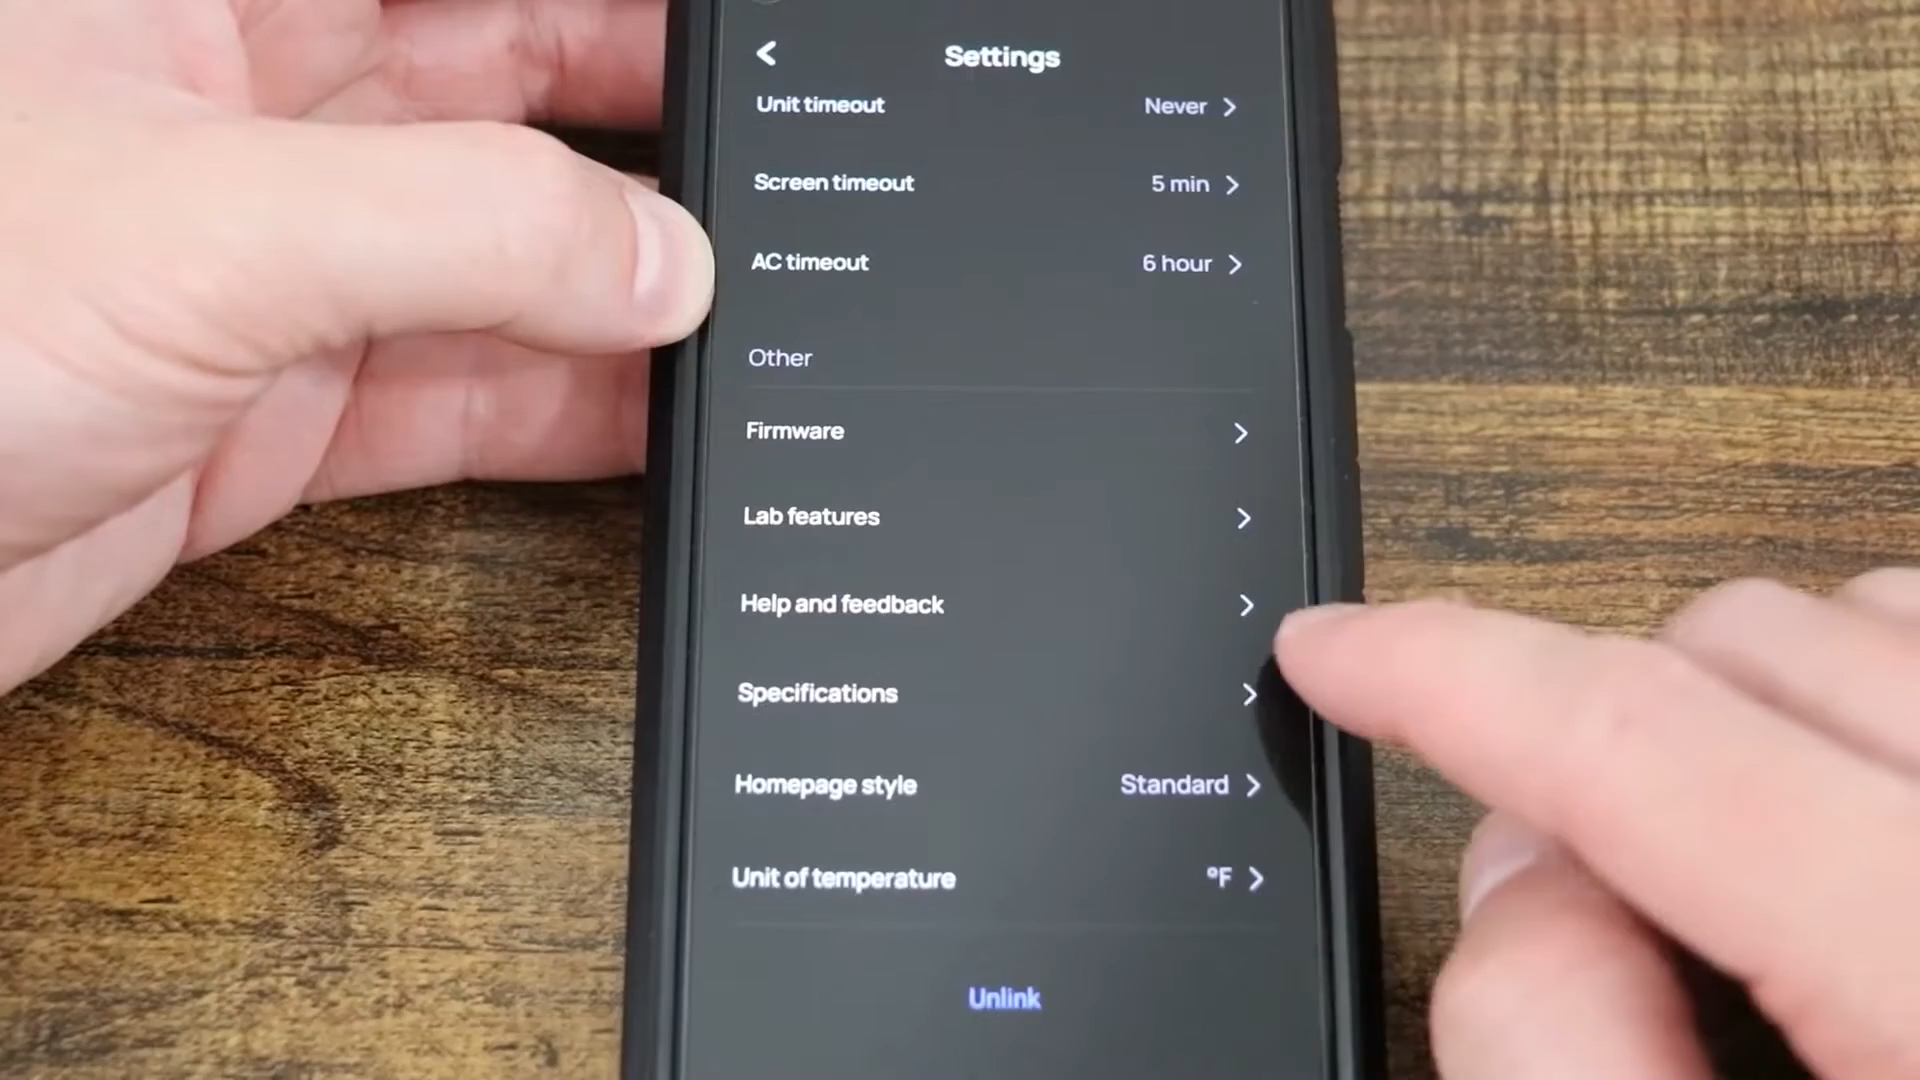 Settings
Unit timeout Never
Screen timeout 5 min
AC timeout 6 hour
Other
Firmware
Lab features
Help and feedback
Specifications
Homepage style Standard
Unit of temperature °F
Unlink